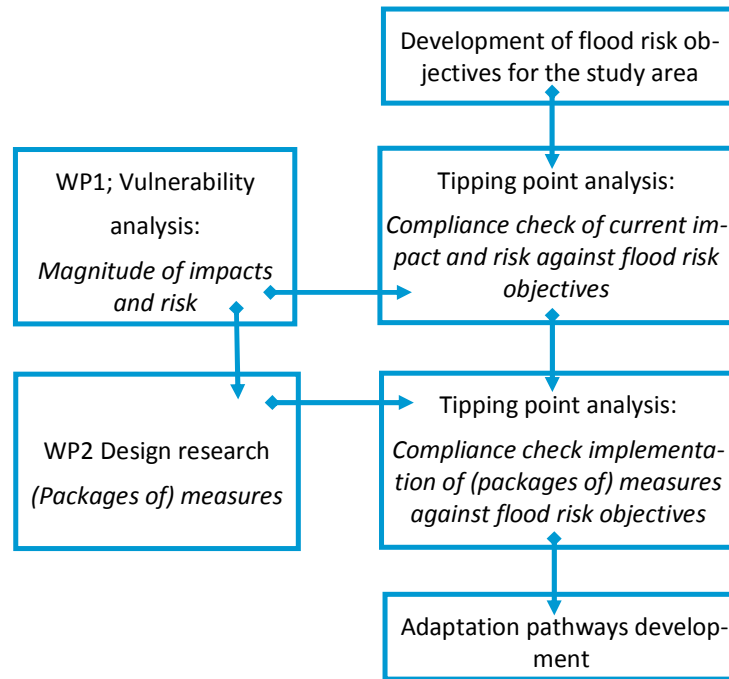 Development of flood risk ob-
jectives for the study area
WP1; Vulnerability
analysis:
Magnitude of impacts
and risk
Tipping point analysis:
Compliance check of current im-
pact and risk against flood risk
objectives
WP2 Design research
(Packages of) measures
Tipping point analysis:
Compliance check implementa-
tion of (packages of) measures
against flood risk objectives
Adaptation pathways develop-
ment